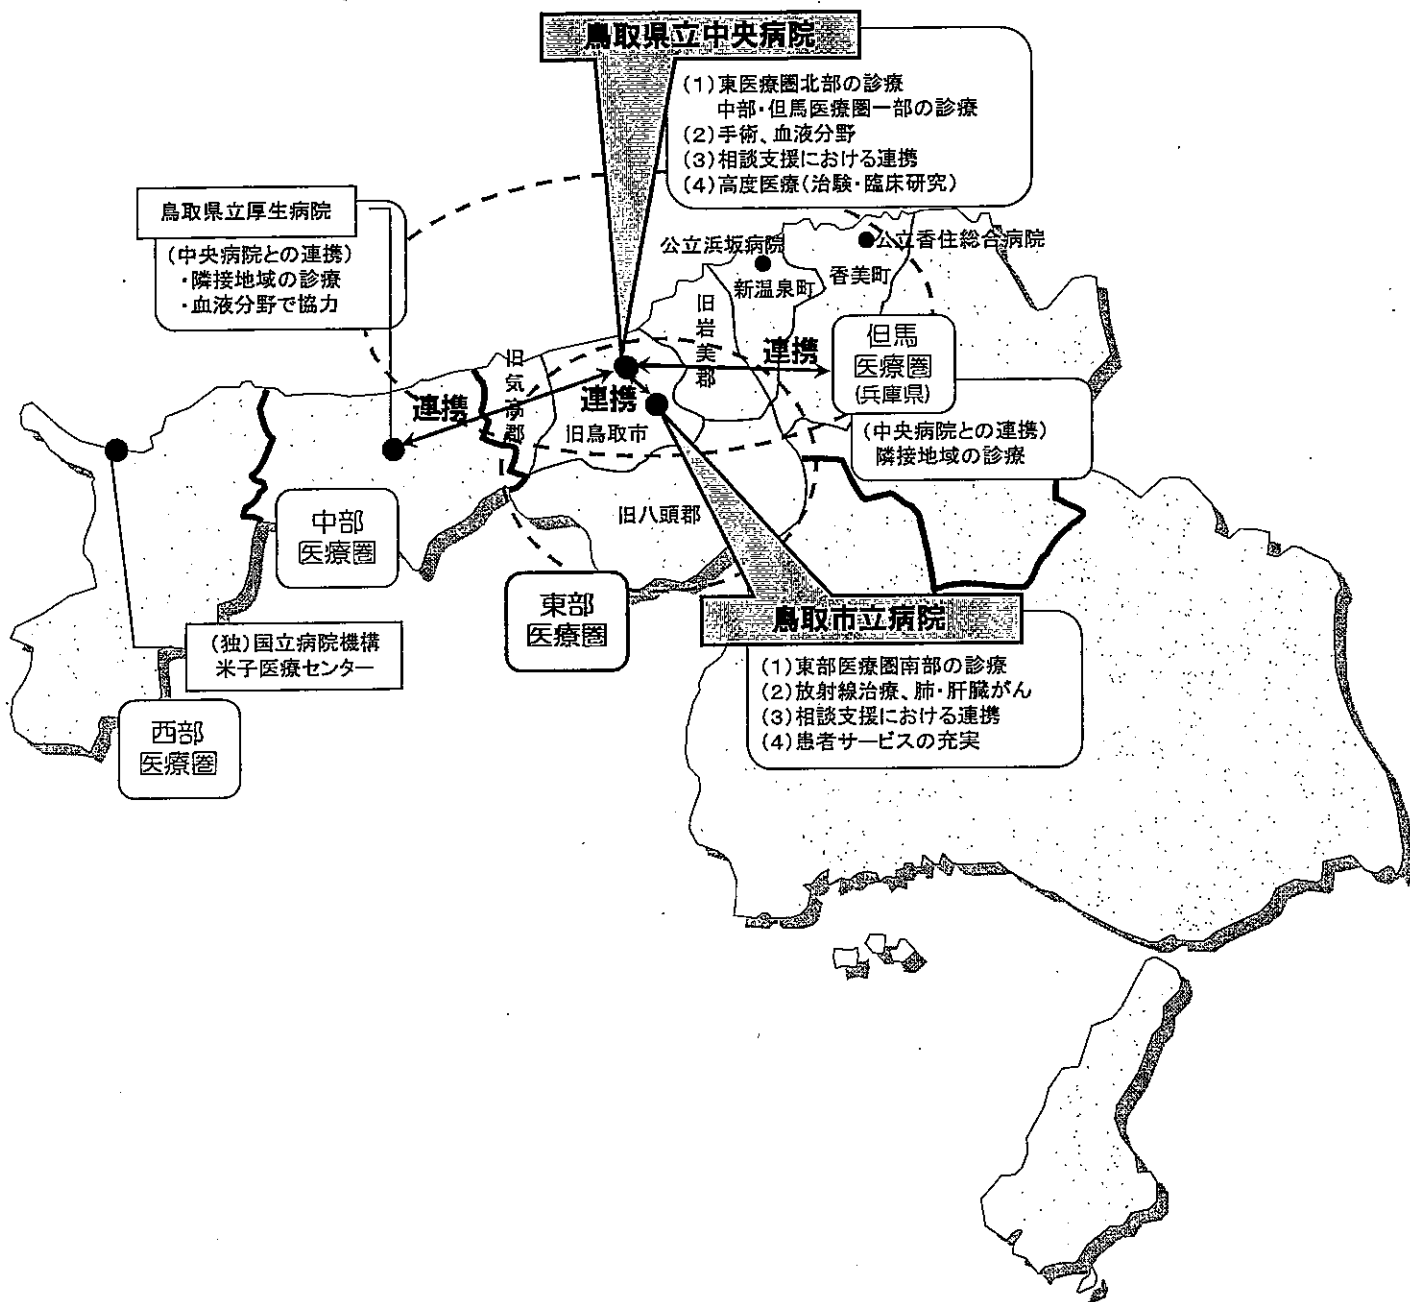 鳥取県立中央病院
(1)東医療圏北部の診療
中部・但馬医療圏一部の診療
(2)手術、血液分野
(3)相談支援における連携
(4)高度医療(治験・臨床研究)
鳥取県立厚生病院
(中央病院との連携)
・隣接地域の診療
・血液分野で協力
公立浜坂病院
公立香住総合病院
新温泉町
香美町
旧岩美郡
旧気高郡
連携
連携
連携
旧鳥取市
旧八頭郡
但馬
医療圏
(兵庫県)
(中央病院との連携)
隣接地域の診療
中部
医療圏
東部
医療圏
鳥取市立病院
(1)東部医療圏南部の診療
(2)放射線治療、肺・肝臓がん
(3)相談支援における連携
(4)患者サービスの充実
(独)国立病院機構
米子医療センター
西部
医療圏